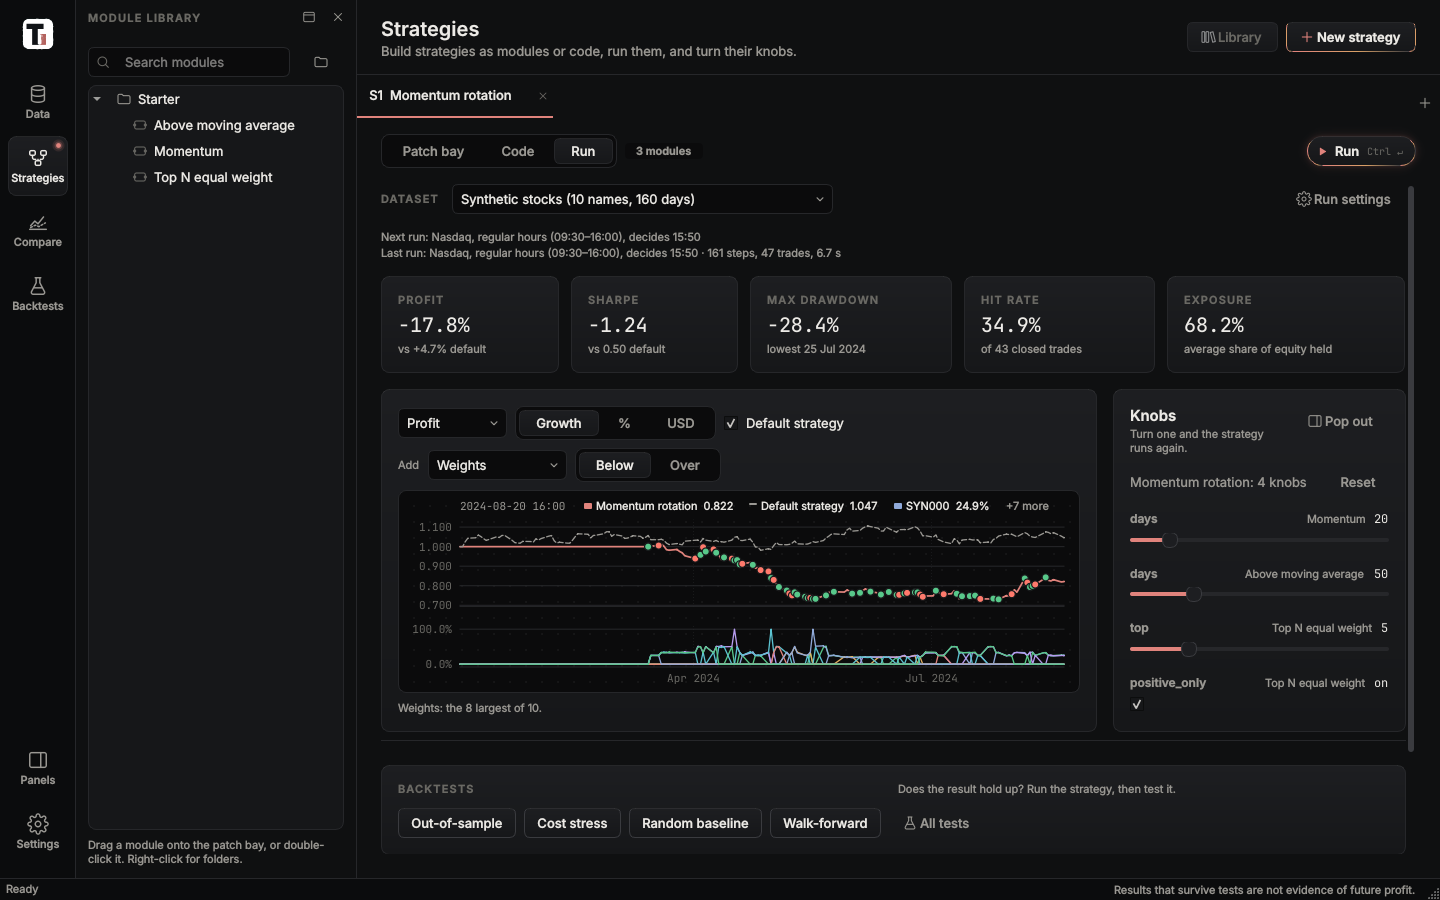 MODULE LIBRARY
Search modules
Starter
Above moving average
Momentum
Top N equal weight
Drag a module onto the patch bay, or double-
click it. Right-click for folders.
Data
Strategies
Compare
Backtests
Panels
Settings
Strategies
Build strategies as modules or code, run them, and turn their knobs.
Library
+ New strategy
S1 Momentum rotation
Patch bay Code Run 3 modules
Run Ctrl ↵
DATASET Synthetic stocks (10 names, 160 days)
Run settings
Next run: Nasdaq, regular hours (09:30–16:00), decides 15:50
Last run: Nasdaq, regular hours (09:30–16:00), decides 15:50 · 161 steps, 47 trades, 6.7 s
PROFIT
-17.8%
vs +4.7% default
SHARPE
-1.24
vs 0.50 default
MAX DRAWDOWN
-28.4%
lowest 25 Jul 2024
HIT RATE
34.9%
of 43 closed trades
EXPOSURE
68.2%
average share of equity held
Profit Growth % USD Default strategy
Add Weights Below Over
2024-08-20 16:00 Momentum rotation 0.822 Default strategy 1.047 SYN000 24.9% +7 more
1.100
1.000
0.900
0.800
0.700
100.0%
0.0%
Apr 2024 Jul 2024
Weights: the 8 largest of 10.
Knobs
Turn one and the strategy
runs again.
Pop out
Momentum rotation: 4 knobs Reset
days Momentum 20
days Above moving average 50
top Top N equal weight 5
positive_only Top N equal weight on
BACKTESTS
Does the result hold up? Run the strategy, then test it.
Out-of-sample Cost stress Random baseline Walk-forward All tests
Ready
Results that survive tests are not evidence of future profit.